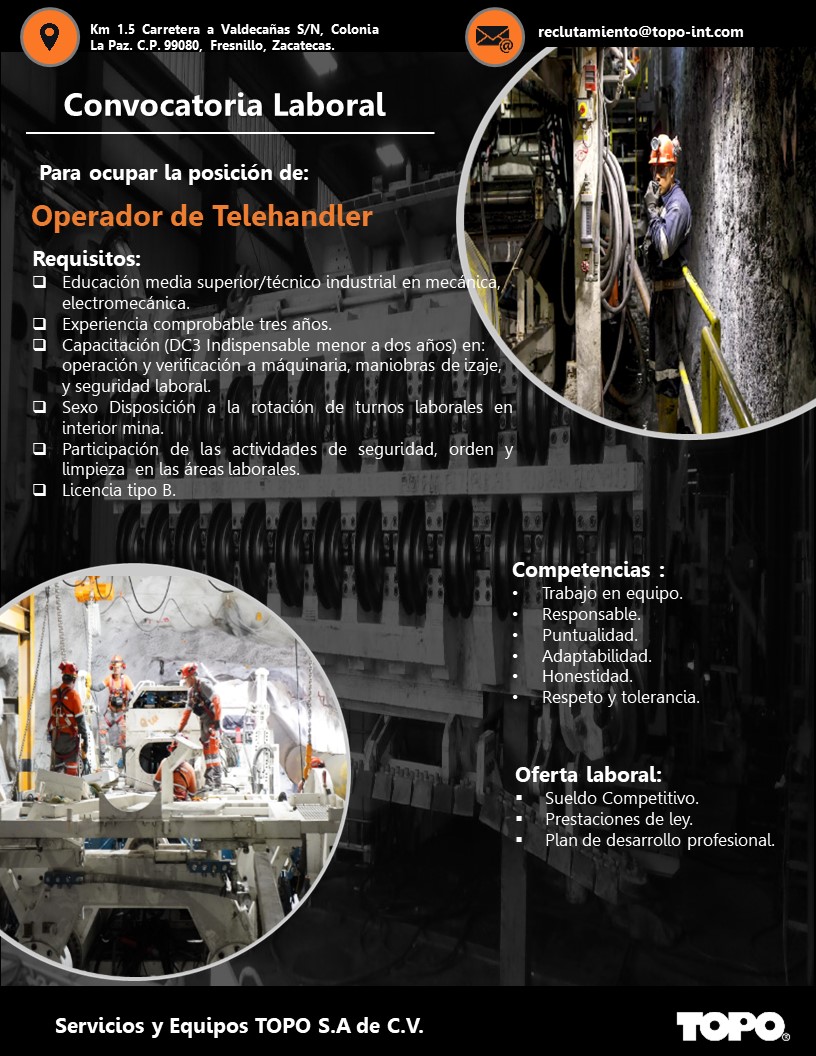 Km 1.5 Carretera a Valdecañas S/N, Colonia
La Paz. C.P. 99080, Fresnillo, Zacatecas.
reclutamiento@topo-int.com
Convocatoria Laboral
Para ocupar la posición de:
Operador de Telehandler
Requisitos:
❑ Educación media superior/técnico industrial en mecánica,
electromecánica.
❑ Experiencia comprobable tres años.
❑ Capacitación (DC3 Indispensable menor a dos años) en:
operación y verificación a máquinaria, maniobras de izaje,
y seguridad laboral.
❑ Sexo Disposición a la rotación de turnos laborales en
interior mina.
❑ Participación de las actividades de seguridad, orden y
limpieza en las áreas laborales.
❑ Licencia tipo B.
Competencias :
• Trabajo en equipo.
• Responsable.
• Puntualidad.
• Adaptabilidad.
• Honestidad.
• Respeto y tolerancia.
Oferta laboral:
▪ Sueldo Competitivo.
▪ Prestaciones de ley.
▪ Plan de desarrollo profesional.
Servicios y Equipos TOPO S.A de C.V.
TOPO®